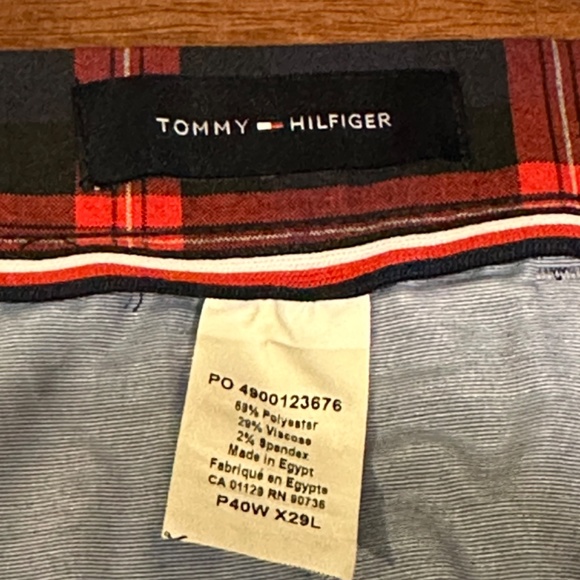 TOMMY HILFIGER
PO 4900123676
69% Polyester
29% Viscose
2% Spandex
Made in Egypt
Fabriqué en Egypte
CA 01129 RN 90736
P40W X29L